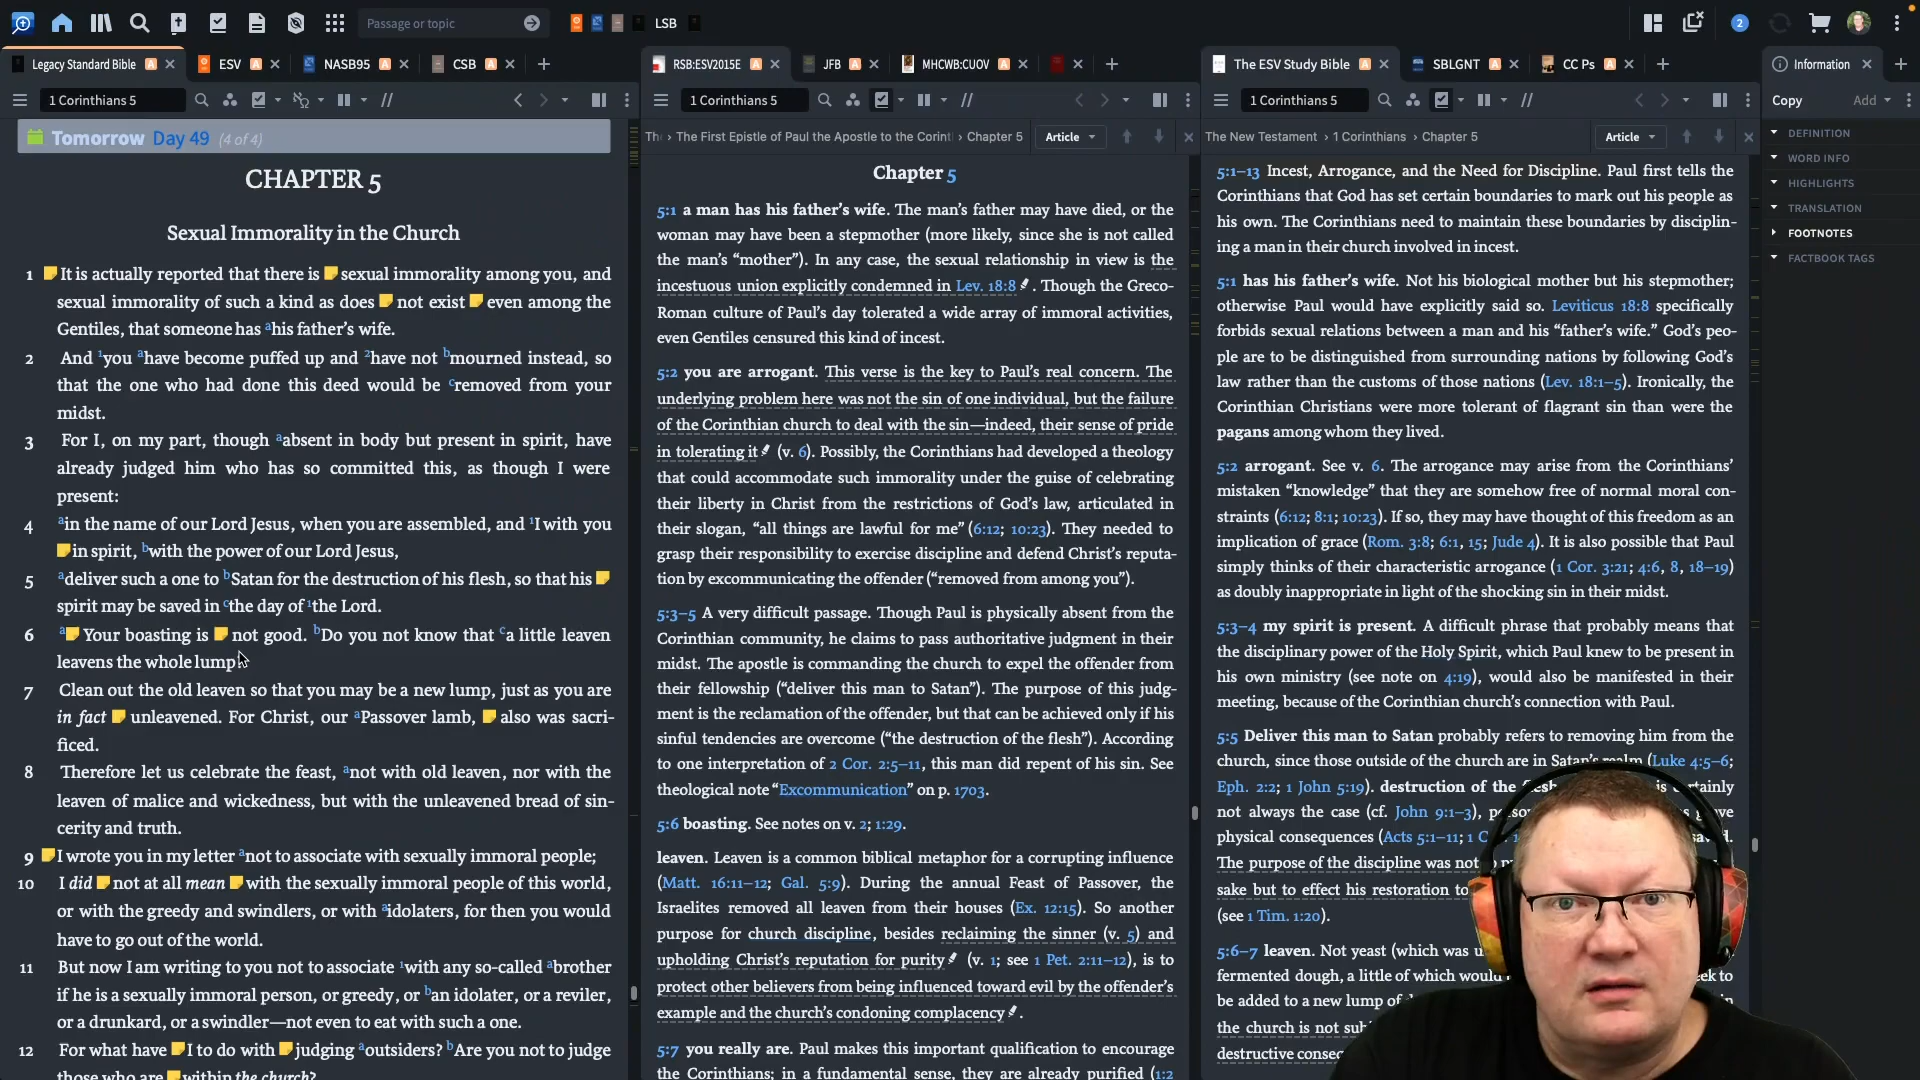 Passage or topic
LSB
2
Legacy Standard Bible A
ESV A
NASB95 A
CSB A
RSB:ESV2015E A
JFB A
MHCWB:CUOV A
The ESV Study Bible A
SBLGNT A
CC Ps A
Information
1 Corinthians 5
1 Corinthians 5
1 Corinthians 5
Copy
Add
Tomorrow Day 49 (4 of 4)
CHAPTER 5
Sexual Immorality in the Church
1 It is actually reported that there is sexual immorality among you, and
sexual immorality of such a kind as does not exist even among the
Gentiles, that someone has ᵃhis father's wife.
2 And ¹you ᵃhave become puffed up and ²have not ᵇmourned instead, so
that the one who had done this deed would be ᶜremoved from your
midst.
3 For I, on my part, though ᵃabsent in body but present in spirit, have
already judged him who has so committed this, as though I were
present:
4 ᵃin the name of our Lord Jesus, when you are assembled, and ¹I with you
in spirit, ᵇwith the power of our Lord Jesus,
5 ᵃdeliver such a one to ᵇSatan for the destruction of his flesh, so that his
spirit may be saved in ᶜthe day of ¹the Lord.
6 ᵃ Your boasting is not good. ᵇDo you not know that ᶜa little leaven
leavens the whole lump
7 Clean out the old leaven so that you may be a new lump, just as you are
in fact unleavened. For Christ, our ᵃPassover lamb, also was sacri-
ficed.
8 Therefore let us celebrate the feast, ᵃnot with old leaven, nor with the
leaven of malice and wickedness, but with the unleavened bread of sin-
cerity and truth.
9 I wrote you in my letter ᵃnot to associate with sexually immoral people;
10 I did not at all mean with the sexually immoral people of this world,
or with the greedy and swindlers, or with ᵃidolaters, for then you would
have to go out of the world.
11 But now I am writing to you not to associate ¹with any so-called ᵃbrother
if he is a sexually immoral person, or greedy, or ᵇan idolater, or a reviler,
or a drunkard, or a swindler—not even to eat with such a one.
12 For what have I to do with judging ᵃoutsiders? ᵇAre you not to judge
those who are within the church?
The › The First Epistle of Paul the Apostle to the Corint › Chapter 5
Article
Chapter 5
5:1 a man has his father's wife. The man's father may have died, or the
woman may have been a stepmother (more likely, since she is not called
the man's “mother”). In any case, the sexual relationship in view is the
incestuous union explicitly condemned in Lev. 18:8 . Though the Greco-
Roman culture of Paul's day tolerated a wide array of immoral activities,
even Gentiles censured this kind of incest.
5:2 you are arrogant. This verse is the key to Paul's real concern. The
underlying problem here was not the sin of one individual, but the failure
of the Corinthian church to deal with the sin—indeed, their sense of pride
in tolerating it (v. 6). Possibly, the Corinthians had developed a theology
that could accommodate such immorality under the guise of celebrating
their liberty in Christ from the restrictions of God's law, articulated in
their slogan, “all things are lawful for me” (6:12; 10:23). They needed to
grasp their responsibility to exercise discipline and defend Christ's reputa-
tion by excommunicating the offender (“removed from among you”).
5:3–5 A very difficult passage. Though Paul is physically absent from the
Corinthian community, he claims to pass authoritative judgment in their
midst. The apostle is commanding the church to expel the offender from
their fellowship (“deliver this man to Satan”). The purpose of this judg-
ment is the reclamation of the offender, but that can be achieved only if his
sinful tendencies are overcome (“the destruction of the flesh”). According
to one interpretation of 2 Cor. 2:5–11, this man did repent of his sin. See
theological note “Excommunication” on p. 1703.
5:6 boasting. See notes on v. 2; 1:29.
leaven. Leaven is a common biblical metaphor for a corrupting influence
(Matt. 16:11–12; Gal. 5:9). During the annual Feast of Passover, the
Israelites removed all leaven from their houses (Ex. 12:15). So another
purpose for church discipline, besides reclaiming the sinner (v. 5) and
upholding Christ's reputation for purity (v. 1; see 1 Pet. 2:11–12), is to
protect other believers from being influenced toward evil by the offender's
example and the church's condoning complacency .
5:7 you really are. Paul makes this important qualification to encourage
the Corinthians; in a fundamental sense, they are already purified (1:2
The New Testament › 1 Corinthians › Chapter 5
Article
5:1–13 Incest, Arrogance, and the Need for Discipline. Paul first tells the
Corinthians that God has set certain boundaries to mark out his people as
his own. The Corinthians need to maintain these boundaries by disciplin-
ing a man in their church involved in incest.
5:1 has his father's wife. Not his biological mother but his stepmother;
otherwise Paul would have explicitly said so. Leviticus 18:8 specifically
forbids sexual relations between a man and his “father's wife.” God's peo-
ple are to be distinguished from surrounding nations by following God's
law rather than the customs of those nations (Lev. 18:1–5). Ironically, the
Corinthian Christians were more tolerant of flagrant sin than were the
pagans among whom they lived.
5:2 arrogant. See v. 6. The arrogance may arise from the Corinthians'
mistaken “knowledge” that they are somehow free of normal moral con-
straints (6:12; 8:1; 10:23). If so, they may have thought of this freedom as an
implication of grace (Rom. 3:8; 6:1, 15; Jude 4). It is also possible that Paul
simply thinks of their characteristic arrogance (1 Cor. 3:21; 4:6, 8, 18–19)
as doubly inappropriate in light of the shocking sin in their midst.
5:3–4 my spirit is present. A difficult phrase that probably means that
the disciplinary power of the Holy Spirit, which Paul knew to be present in
his own ministry (see note on 4:19), would also be manifested in their
meeting, because of the Corinthian church's connection with Paul.
5:5 Deliver this man to Satan probably refers to removing him from the
church, since those outside of the church are in Satan's realm (Luke 4:5–6;
Eph. 2:2; 1 John 5:19). destruction of the
not always the case (cf. John 9:1–3),
physical consequences (Acts 5:1–11;
The purpose of the discipline was
sake but to effect his restoration to
(see 1 Tim. 1:20).
5:6–7 leaven. Not yeast (which was
fermented dough, a little of which would
be added to a new lump of
the church is not
destructive
DEFINITION
WORD INFO
HIGHLIGHTS
TRANSLATION
FOOTNOTES
FACTBOOK TAGS